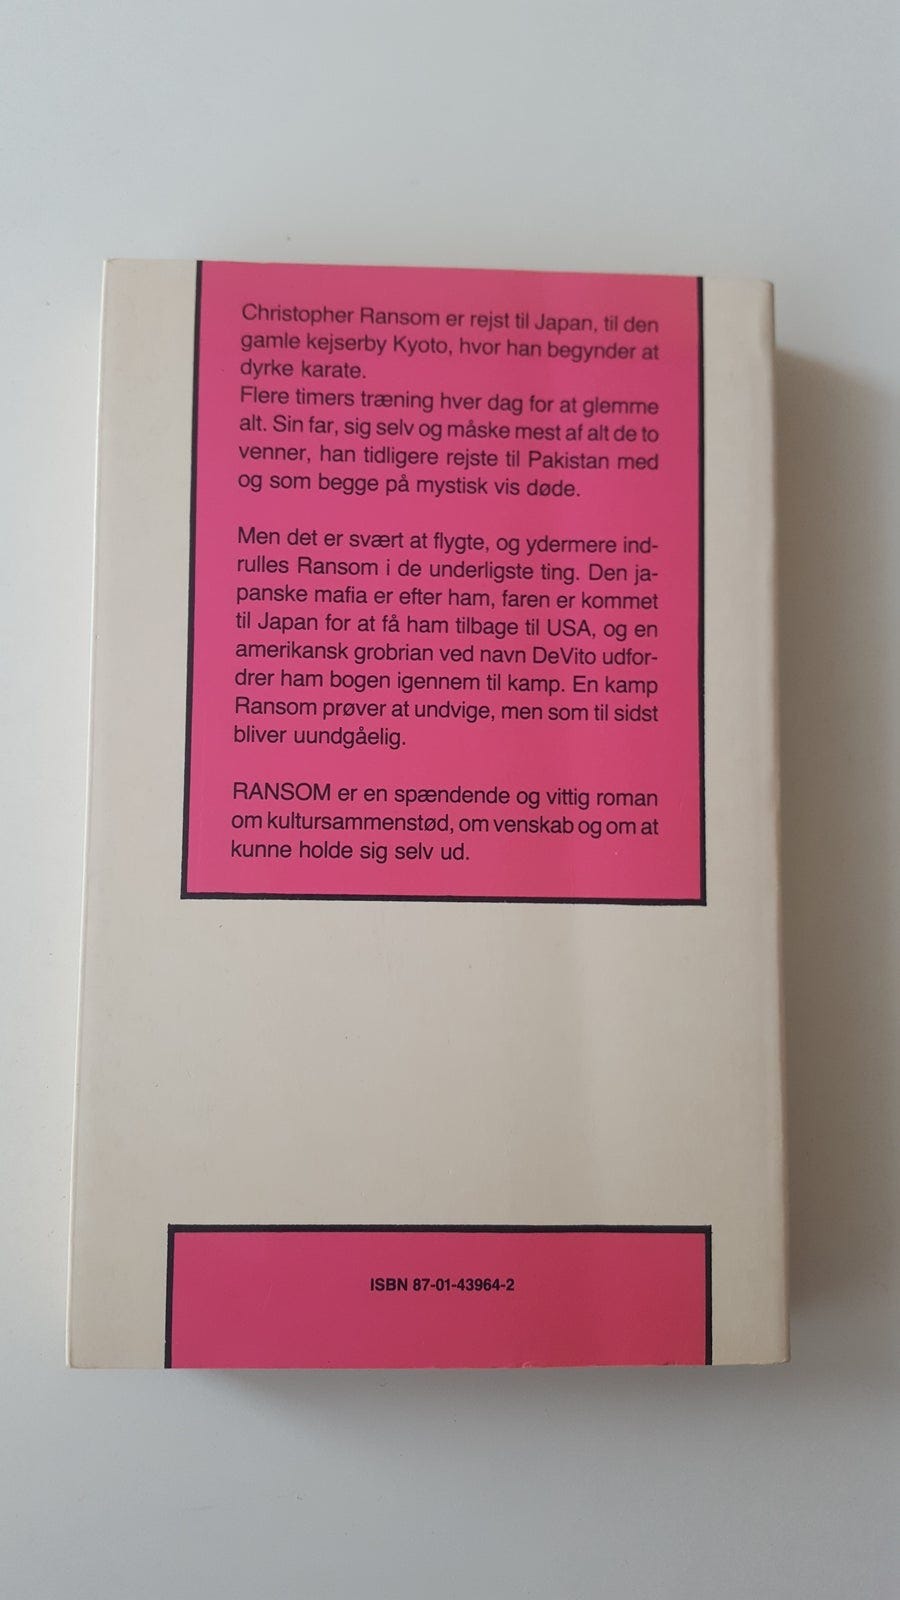 Christopher Ransom er rejst til Japan, til den
gamle kejserby Kyoto, hvor han begynder at
dyrke karate.
Flere timers træning hver dag for at glemme
alt. Sin far, sig selv og måske mest af alt de to
venner, han tidligere rejste til Pakistan med
og som begge på mystisk vis døde.
Men det er svært at flygte, og ydermere ind-
rulles Ransom i de underligste ting. Den ja-
panske mafia er efter ham, faren er kommet
til Japan for at få ham tilbage til USA, og en
amerikansk grobrian ved navn DeVito udfor-
drer ham bogen igennem til kamp. En kamp
Ransom prøver at undvige, men som til sidst
bliver uundgåelig.
RANSOM er en spændende og vittig roman
om kultursammenstød, om venskab og om at
kunne holde sig selv ud.
ISBN 87-01-43964-2